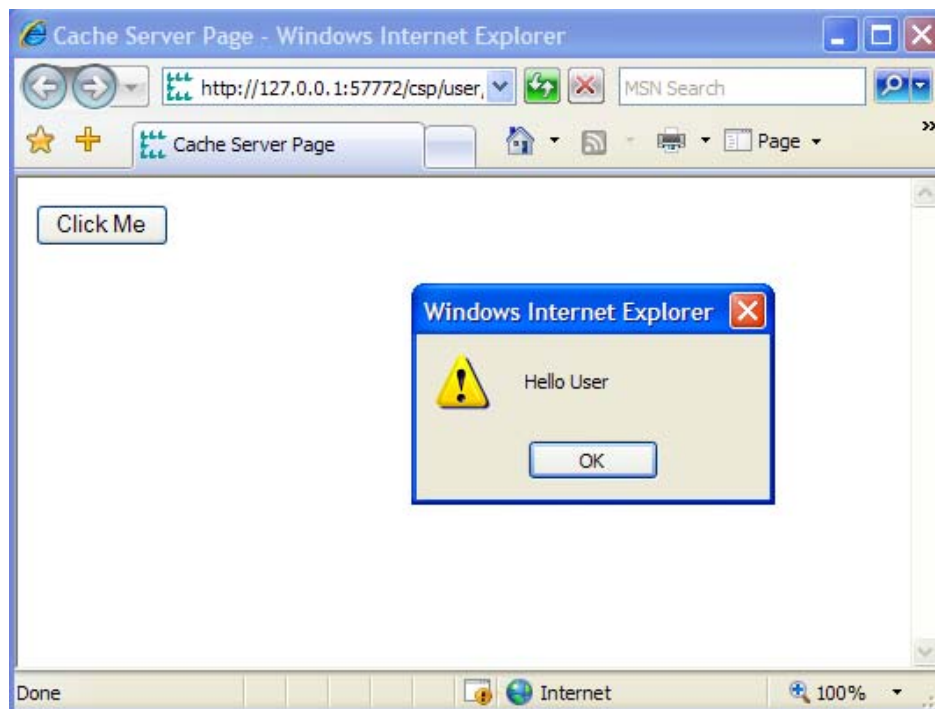 Cache Server Page - Windows Internet Explorer
http://127.0.0.1:57772/csp/user,
MSN Search
Cache Server Page
Page
»
Click Me
Windows Internet Explorer
Hello User
OK
Done
Internet
100%